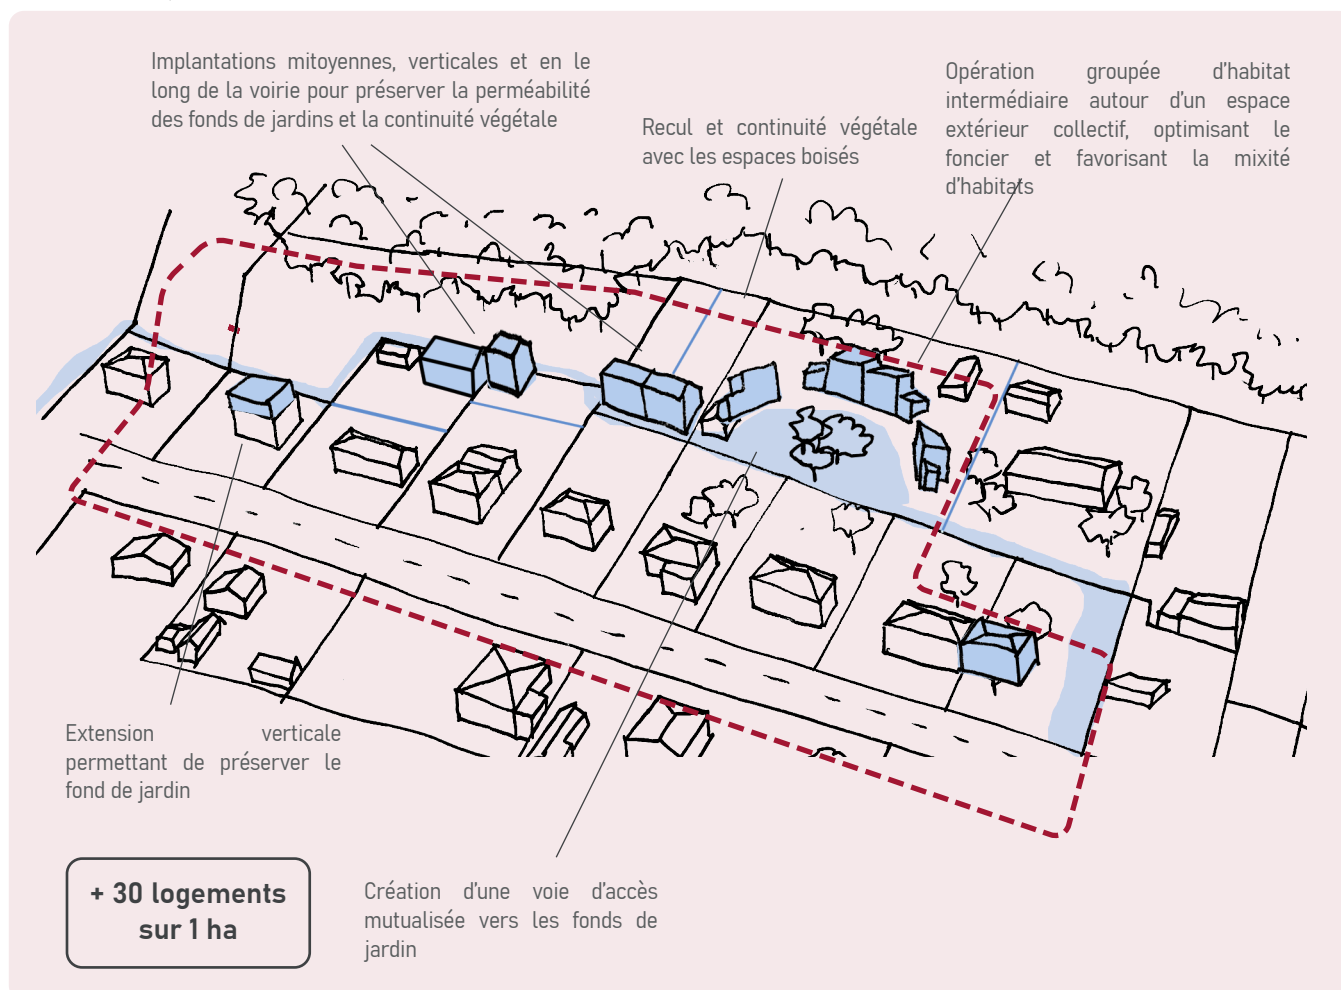 Implantations mitoyennes, verticales et en le
long de la voirie pour préserver la perméabilité
des fonds de jardins et la continuité végétale
Recul et continuité végétale
avec les espaces boisés
Opération groupée d'habitat
intermédiaire autour d'un espace
extérieur collectif, optimisant le
foncier et favorisant la mixité
d'habitats
Extension verticale
permettant de préserver le
fond de jardin
+ 30 logements
sur 1 ha
Création d'une voie d'accès
mutualisée vers les fonds de
jardin